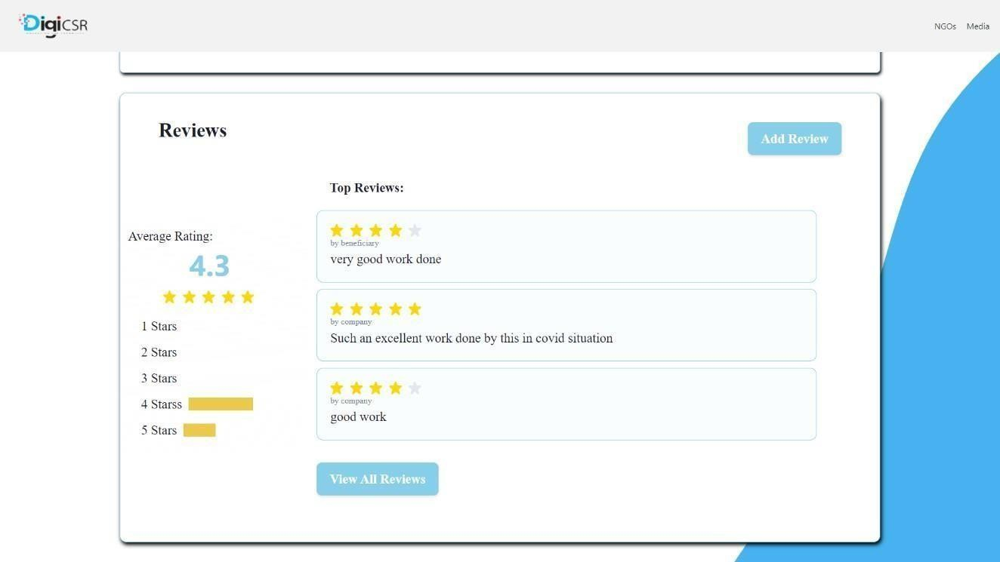 DigiCSR
NGOs Media
Reviews
Add Review
Top Reviews:
Average Rating:
4.3
1 Stars
2 Stars
3 Stars
4 Starss
5 Stars
by beneficiary
very good work done
by company
Such an excellent work done by this in covid situation
by company
good work
View All Reviews